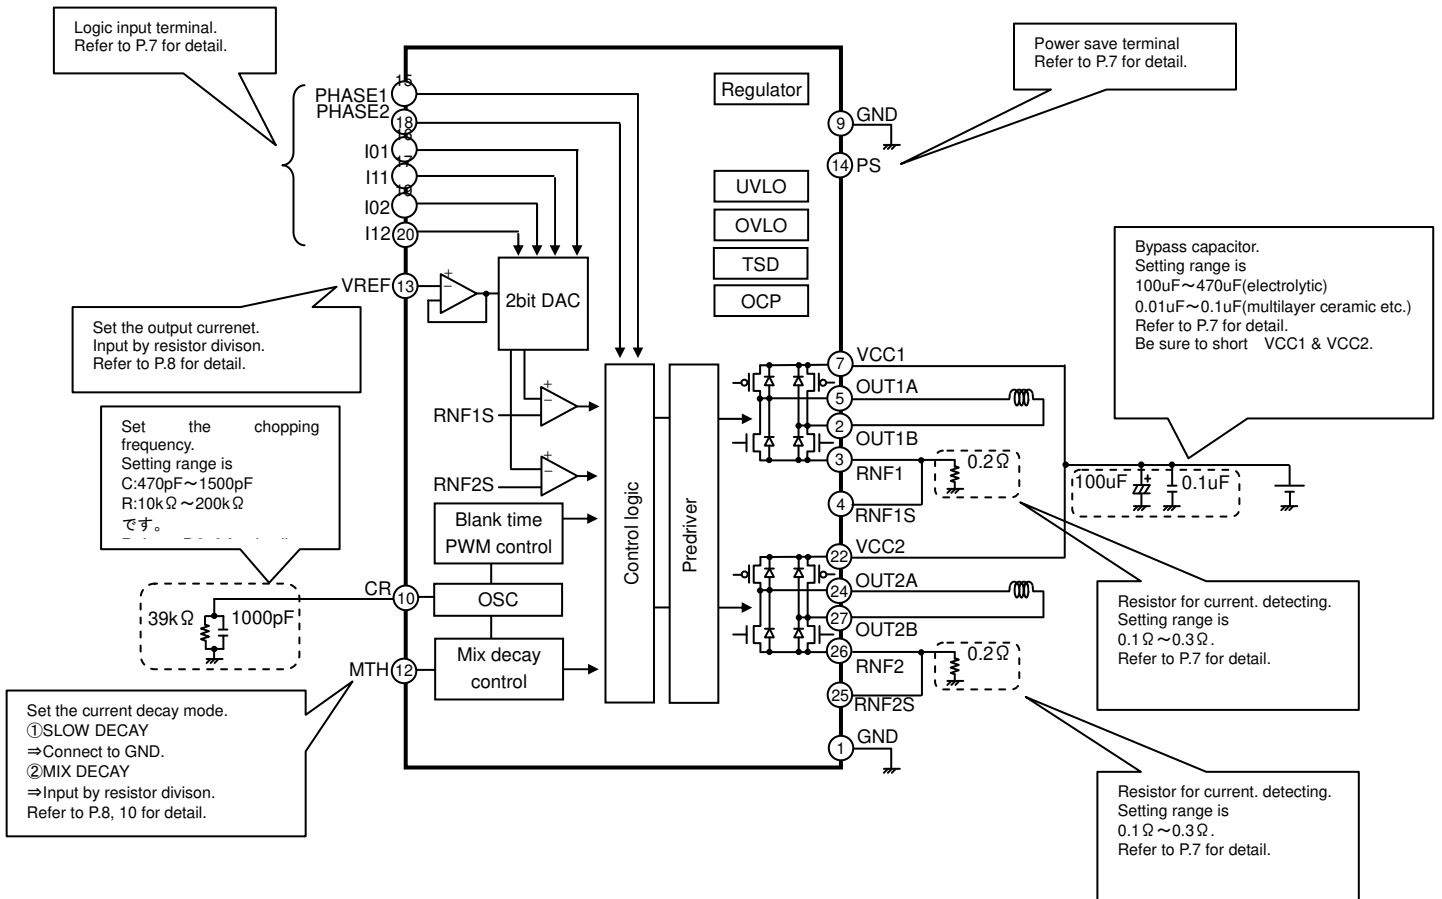 Logic input terminal.
Refer to P.7 for detail.
Power save terminal
Refer to P.7 for detail.
15
PHASE1
PHASE2
18
16
I01
17
I11
19
I02
I12
20
VREF
13
Regulator
UVLO
OVLO
TSD
OCP
9
GND
14
PS
+
−
2bit DAC
Set the output currenet.
Input by resistor divison.
Refer to P.8 for detail.
Bypass capacitor.
Setting range is
100uF～470uF(electrolytic)
0.01uF～0.1uF(multilayer ceramic etc.)
Refer to P.7 for detail.
Be sure to short VCC1 & VCC2.
Set the chopping
frequency.
Setting range is
C:470pF～1500pF
R:10kΩ～200kΩ
です。
RNF1S
+
−
RNF2S
+
−
Blank time
PWM control
OSC
Mix decay
control
Control logic
Predriver
7
VCC1
5
OUT1A
2
OUT1B
3
RNF1
4
RNF1S
0.2Ω
100uF
+
0.1uF
22
VCC2
24
OUT2A
27
OUT2B
26
RNF2
25
RNF2S
0.2Ω
1
GND
CR
10
39kΩ
1000pF
MTH
12
Set the current decay mode.
①SLOW DECAY
⇒Connect to GND.
②MIX DECAY
⇒Input by resistor divison.
Refer to P.8, 10 for detail.
Resistor for current. detecting.
Setting range is
0.1Ω～0.3Ω.
Refer to P.7 for detail.
Resistor for current. detecting.
Setting range is
0.1Ω～0.3Ω.
Refer to P.7 for detail.